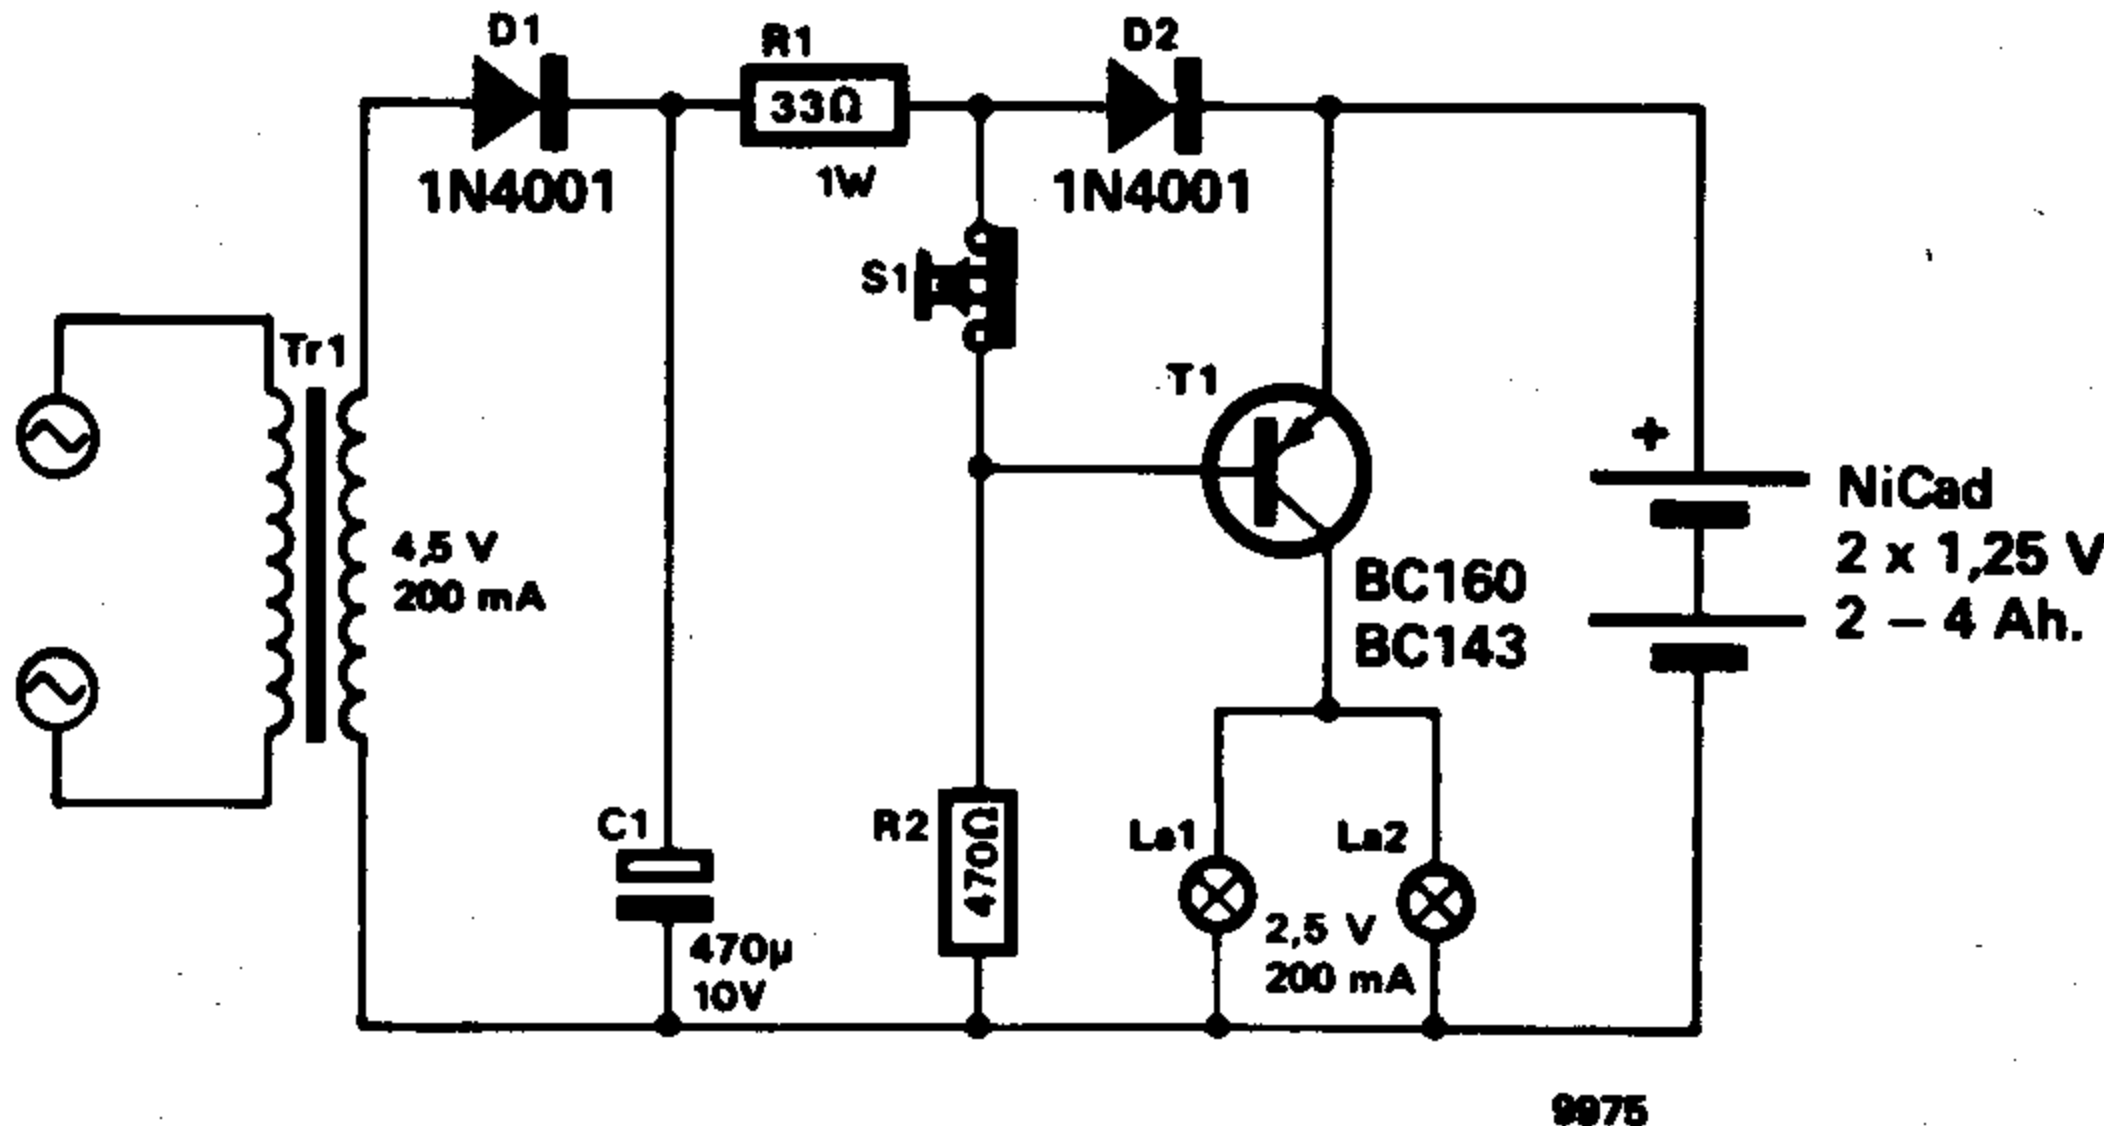 D1
R1
D2
33Ω
1N4001
1W
1N4001
S1
Tr1
T1
+
4,5 V
200 mA
NiCad
2 x 1,25 V
2 – 4 Ah.
BC160
BC143
C1
R2
470Ω
La1
La2
2,5 V
200 mA
470µ
10V
9975